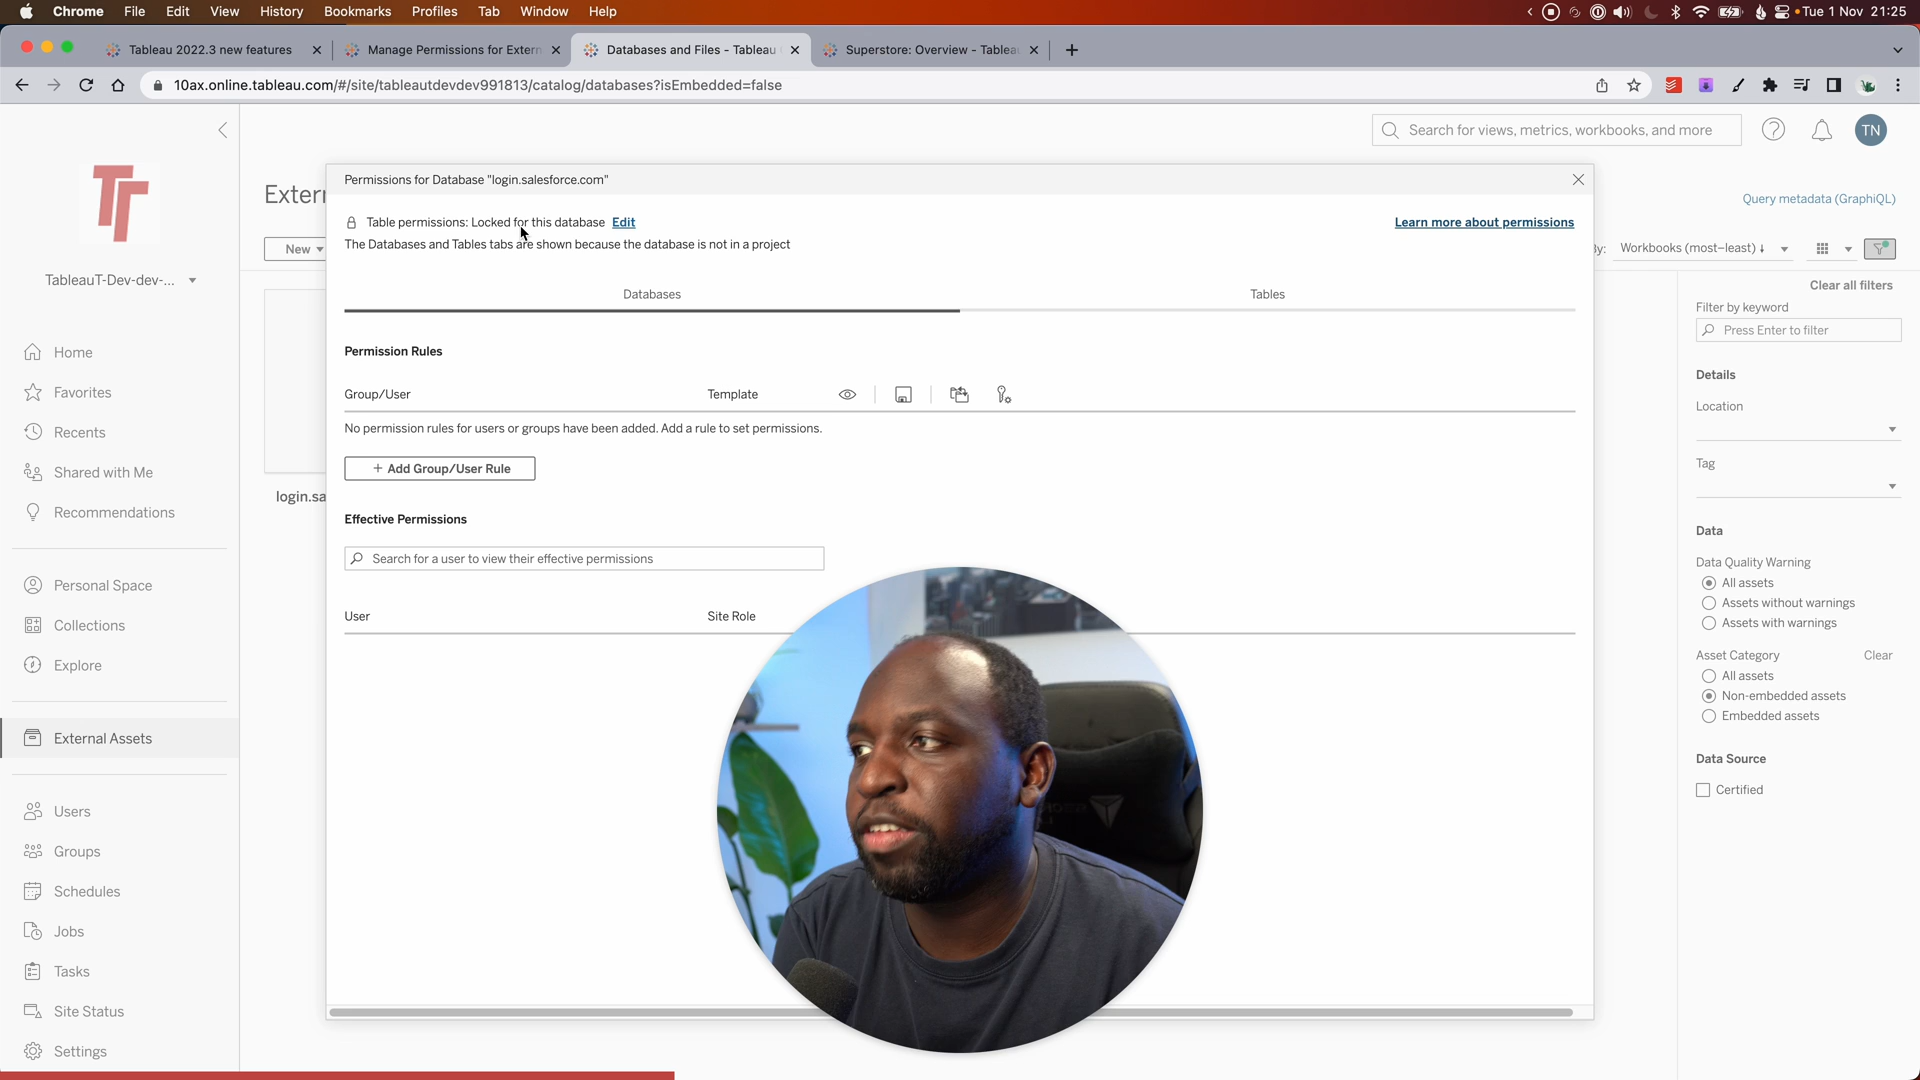 Chrome File Edit View History Bookmarks Profiles Tab Window Help Tue 1 Nov 21:25
Tableau 2022.3 new features Manage Permissions for Extern Databases and Files - Tableau Superstore: Overview - Tablea
10ax.online.tableau.com/#/site/tableautdevdev991813/catalog/databases?isEmbedded=false
Search for views, metrics, workbooks, and more TN
TT
TableauT-Dev-dev-...
Home
Favorites
Recents
Shared with Me
Recommendations
Personal Space
Collections
Explore
External Assets
Users
Groups
Schedules
Jobs
Tasks
Site Status
Settings
Exter
Query metadata (GraphiQL)
New
Workbooks (most–least) ↓
login.sa
Permissions for Database "login.salesforce.com"
Table permissions: Locked for this database Edit Learn more about permissions
The Databases and Tables tabs are shown because the database is not in a project
Databases Tables
Permission Rules
Group/User Template
No permission rules for users or groups have been added. Add a rule to set permissions.
+ Add Group/User Rule
Effective Permissions
Search for a user to view their effective permissions
User Site Role
Clear all filters
Filter by keyword
Press Enter to filter
Details
Location
Tag
Data
Data Quality Warning
All assets
Assets without warnings
Assets with warnings
Asset Category Clear
All assets
Non-embedded assets
Embedded assets
Data Source
Certified